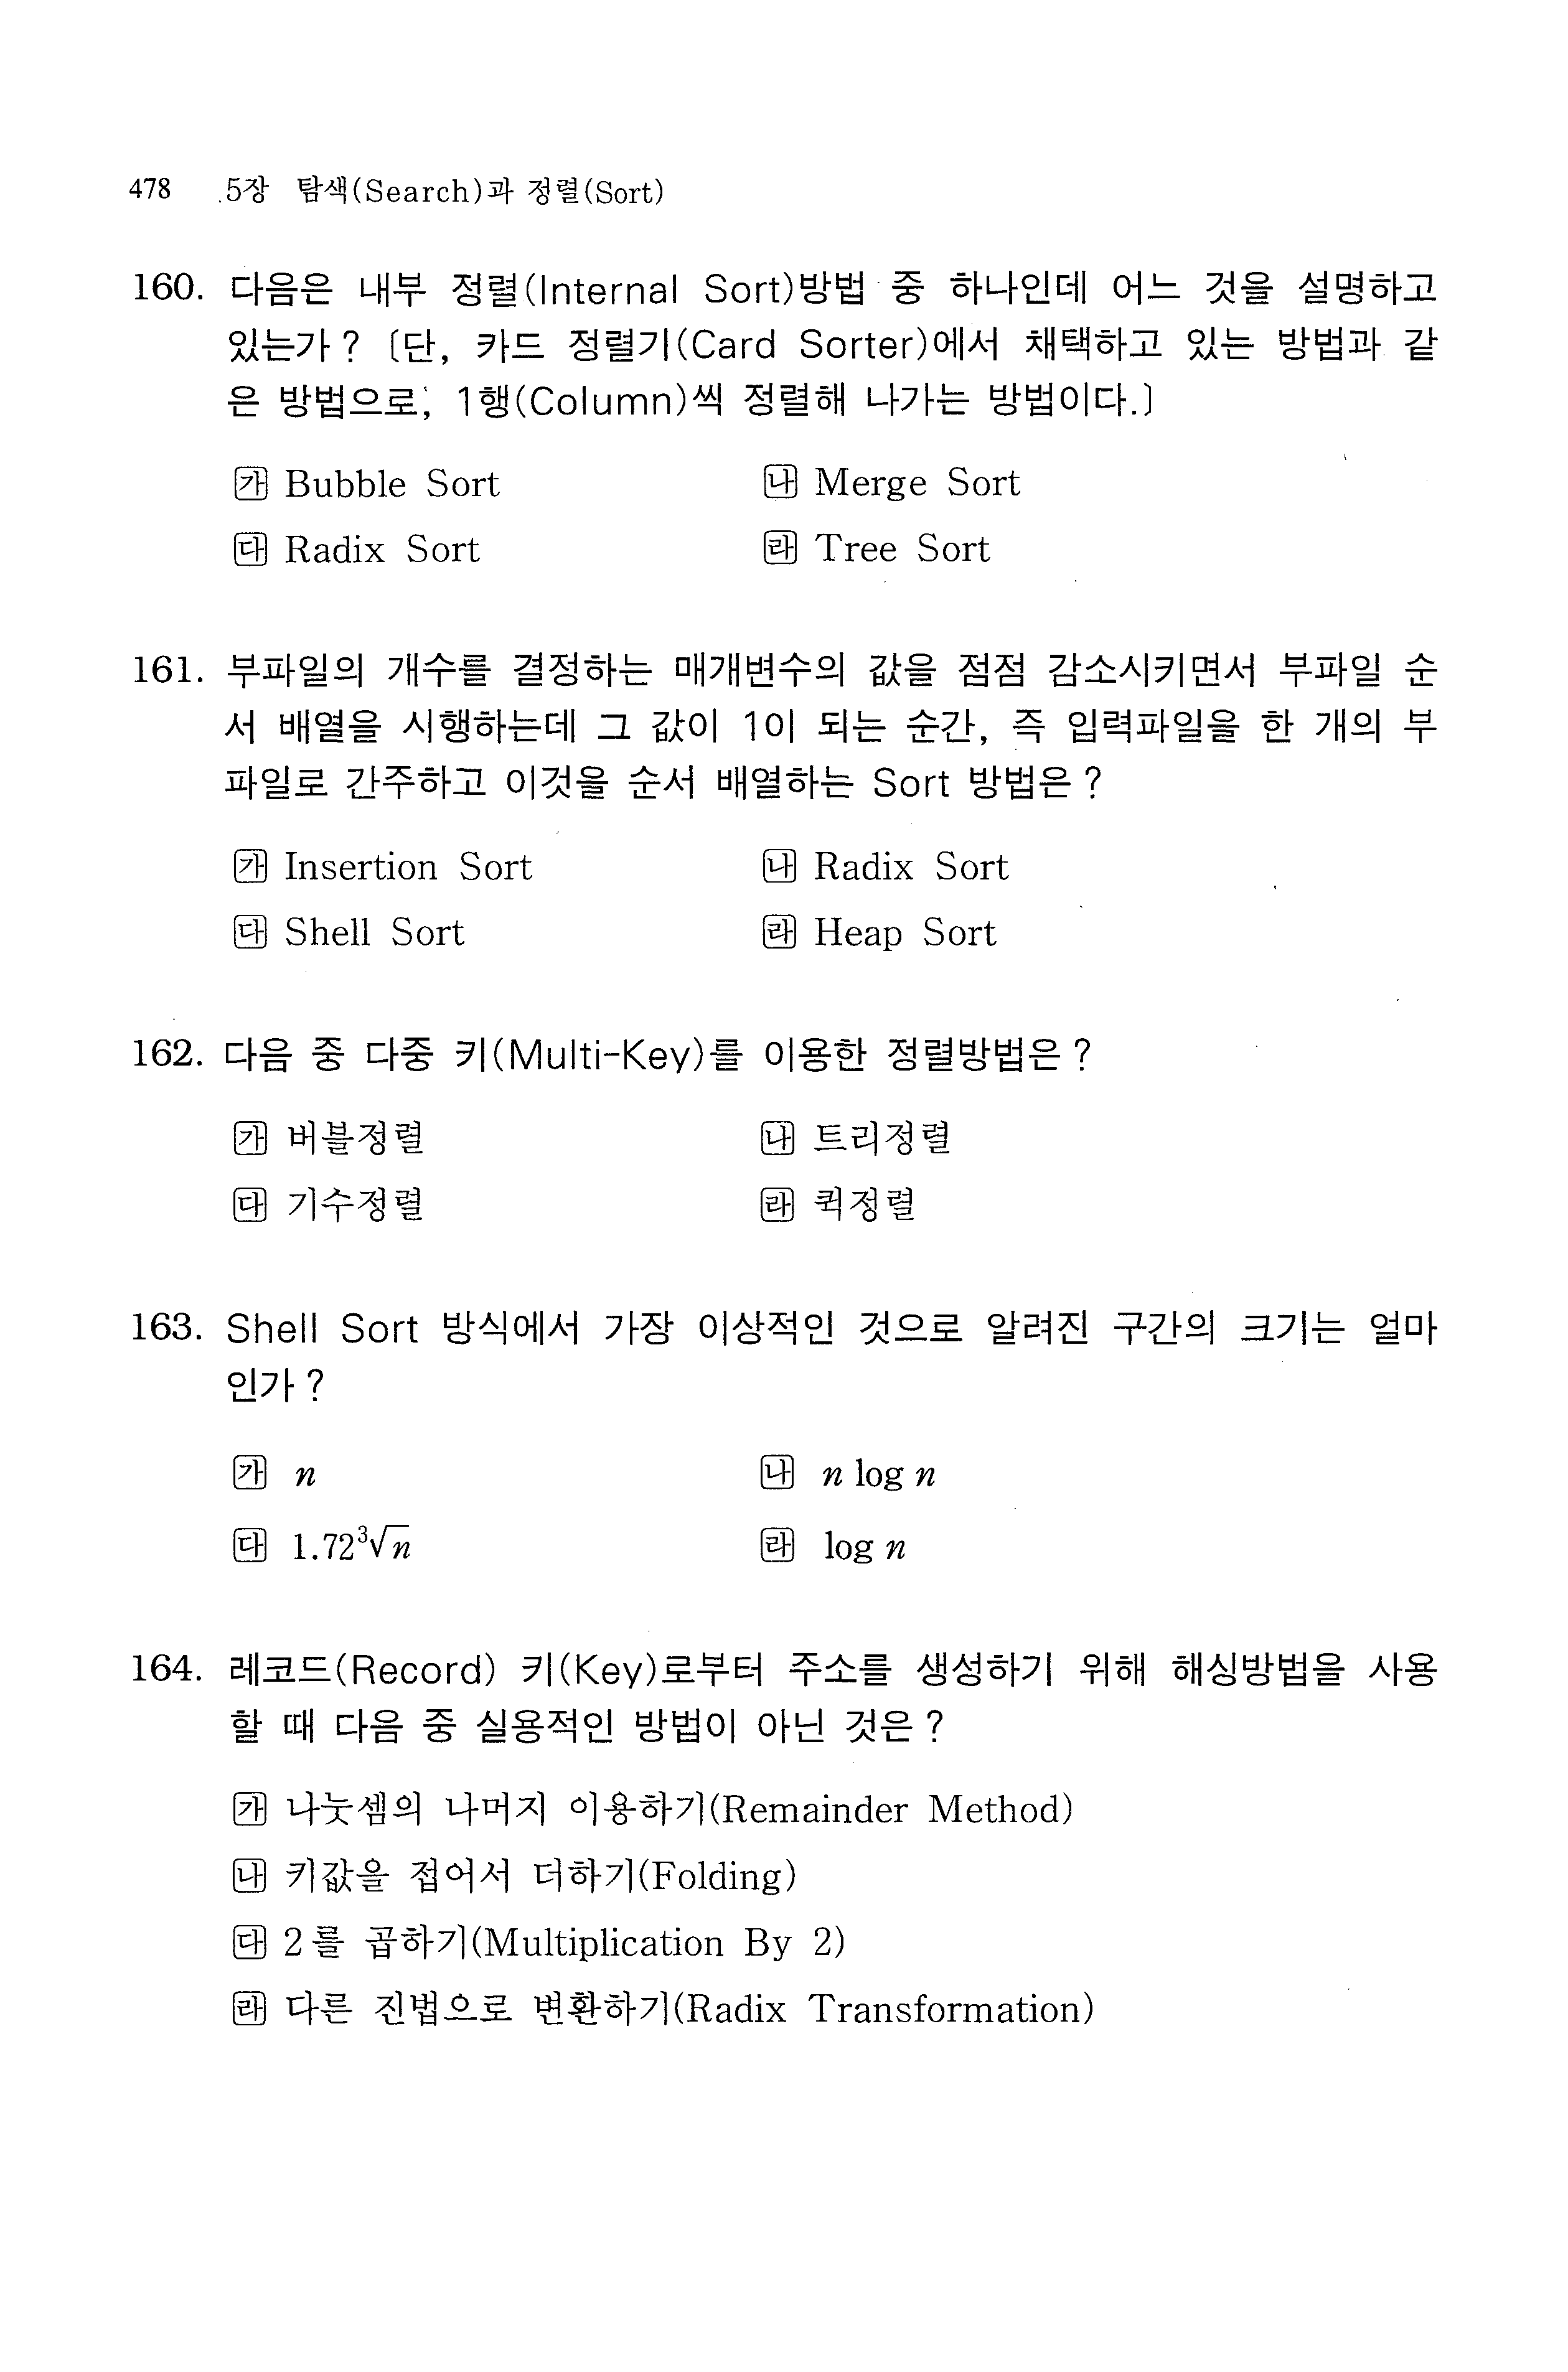 478 5장 탐색(Search)과 정렬(Sort)
160. 다음은 내부 정렬(Internal Sort)방법 중 하나인데 어느 것을 설명하고
있는가? 〔단, 카드 정렬기(Card Sorter)에서 채택하고 있는 방법과 같
은 방법으로, 1행(Column)씩 정렬해 나가는 방법이다.〕
㉮ Bubble Sort ㉯ Merge Sort
㉰ Radix Sort ㉱ Tree Sort
161. 부파일의 개수를 결정하는 매개변수의 값을 점점 감소시키면서 부파일 순
서 배열을 시행하는데 그 값이 1이 되는 순간, 즉 입력파일을 한 개의 부
파일로 간주하고 이것을 순서 배열하는 Sort 방법은?
㉮ Insertion Sort ㉯ Radix Sort
㉰ Shell Sort ㉱ Heap Sort
162. 다음 중 다중 키(Multi-Key)를 이용한 정렬방법은?
㉮ 버블정렬 ㉯ 트리정렬
㉰ 기수정렬 ㉱ 퀵정렬
163. Shell Sort 방식에서 가장 이상적인 것으로 알려진 구간의 크기는 얼마
인가?
㉮ n ㉯ n log n
㉰ 1.72³√n ㉱ log n
164. 레코드(Record) 키(Key)로부터 주소를 생성하기 위해 해싱방법을 사용
할 때 다음 중 실용적인 방법이 아닌 것은?
㉮ 나눗셈의 나머지 이용하기(Remainder Method)
㉯ 키값을 접어서 더하기(Folding)
㉰ 2를 곱하기(Multiplication By 2)
㉱ 다른 진법으로 변환하기(Radix Transformation)